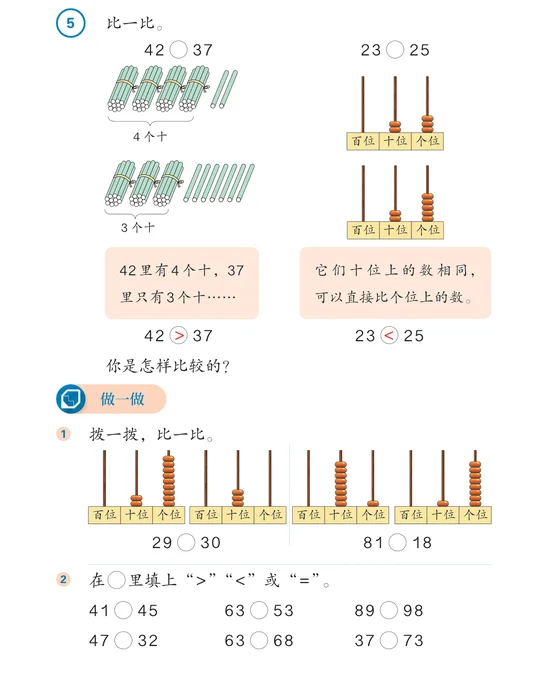 5 比一比。
42 ○ 37
23 ○ 25
4个十
百位 十位 个位
3个十
百位 十位 个位
42里有4个十，37
里只有3个十……
它们十位上的数相同，
可以直接比个位上的数。
42 > 37
23 < 25
你是怎样比较的？
做一做
1 拨一拨，比一比。
百位 十位 个位 百位 十位 个位 百位 十位 个位 百位 十位 个位
29 ○ 30
81 ○ 18
2 在○里填上“>”“<”或“=”。
41 ○ 45 63 ○ 53 89 ○ 98
47 ○ 32 63 ○ 68 37 ○ 73